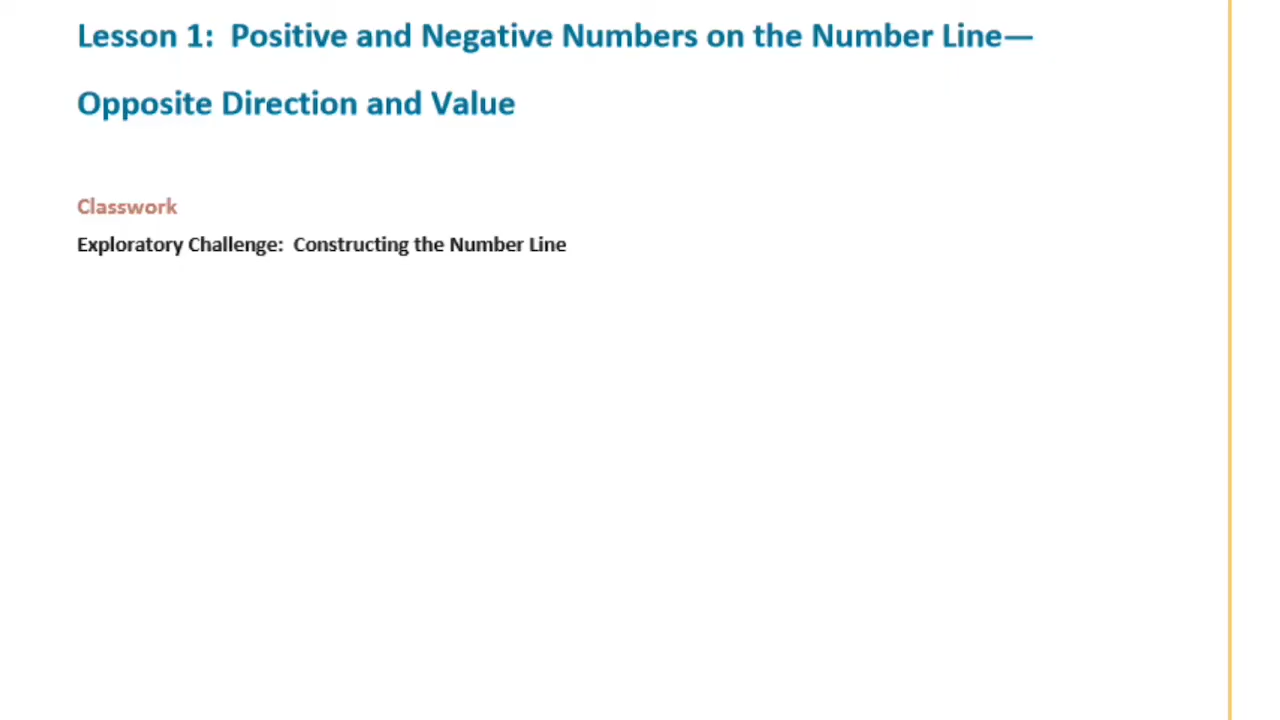 Lesson 1:  Positive and Negative Numbers on the Number Line—
Opposite Direction and Value
Classwork
Exploratory Challenge:  Constructing the Number Line